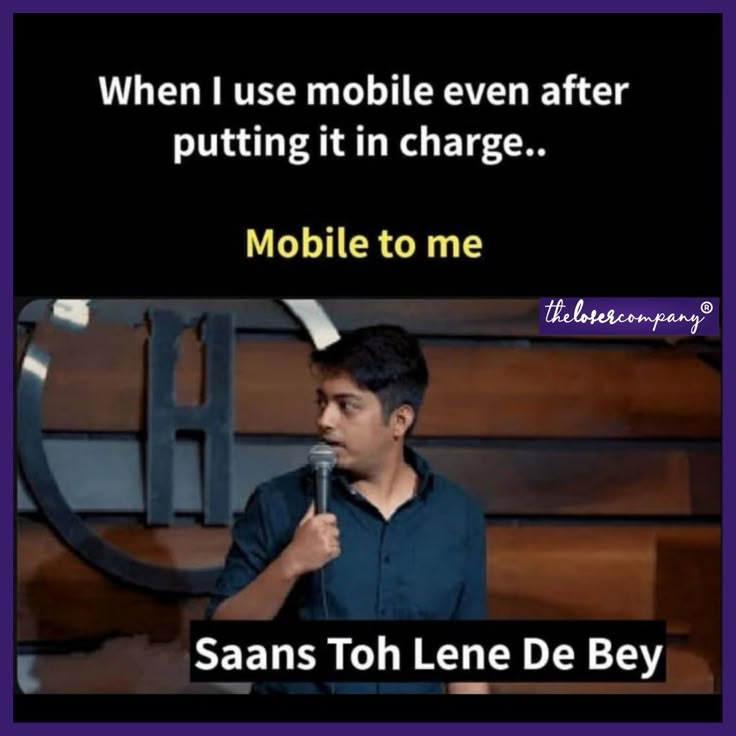 When I use mobile even after
putting it in charge..
Mobile to me
thelosercompany®
H
Saans Toh Lene De Bey